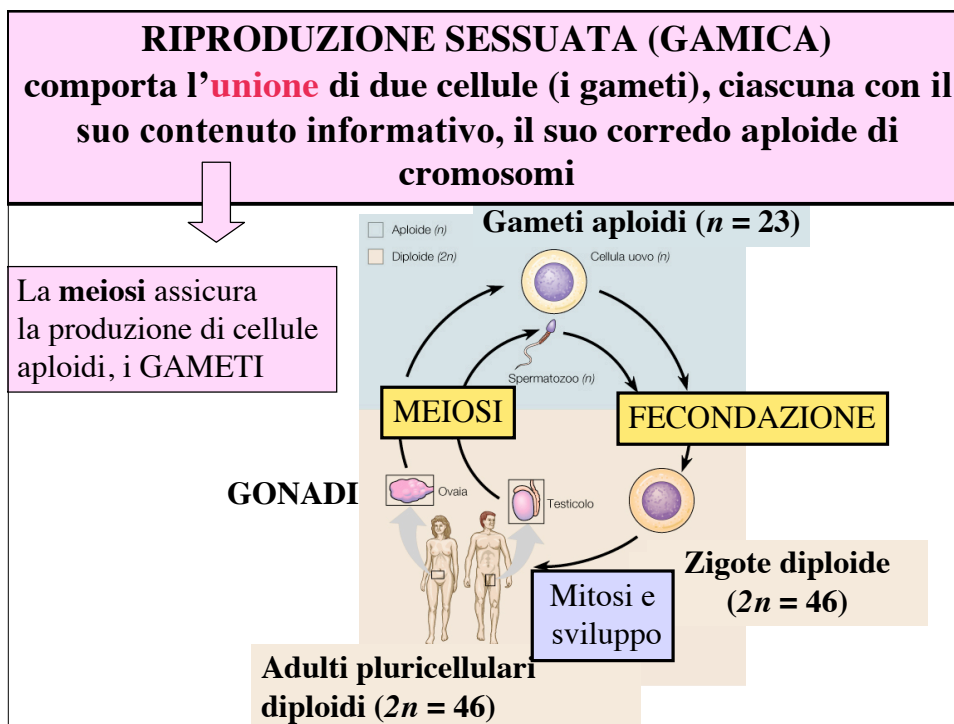 RIPRODUZIONE SESSUATA (GAMICA)
comporta l’unione di due cellule (i gameti), ciascuna con il
suo contenuto informativo, il suo corredo aploide di
cromosomi
Gameti aploidi (n = 23)
Aploide (n)
Diploide (2n)
Cellula uovo (n)
La meiosi assicura
la produzione di cellule
aploidi, i GAMETI
Spermatozoo (n)
MEIOSI
FECONDAZIONE
GONADI
Ovaia
Testicolo
Zigote diploide
(2n = 46)
Mitosi e
sviluppo
Adulti pluricellulari
diploidi (2n = 46)